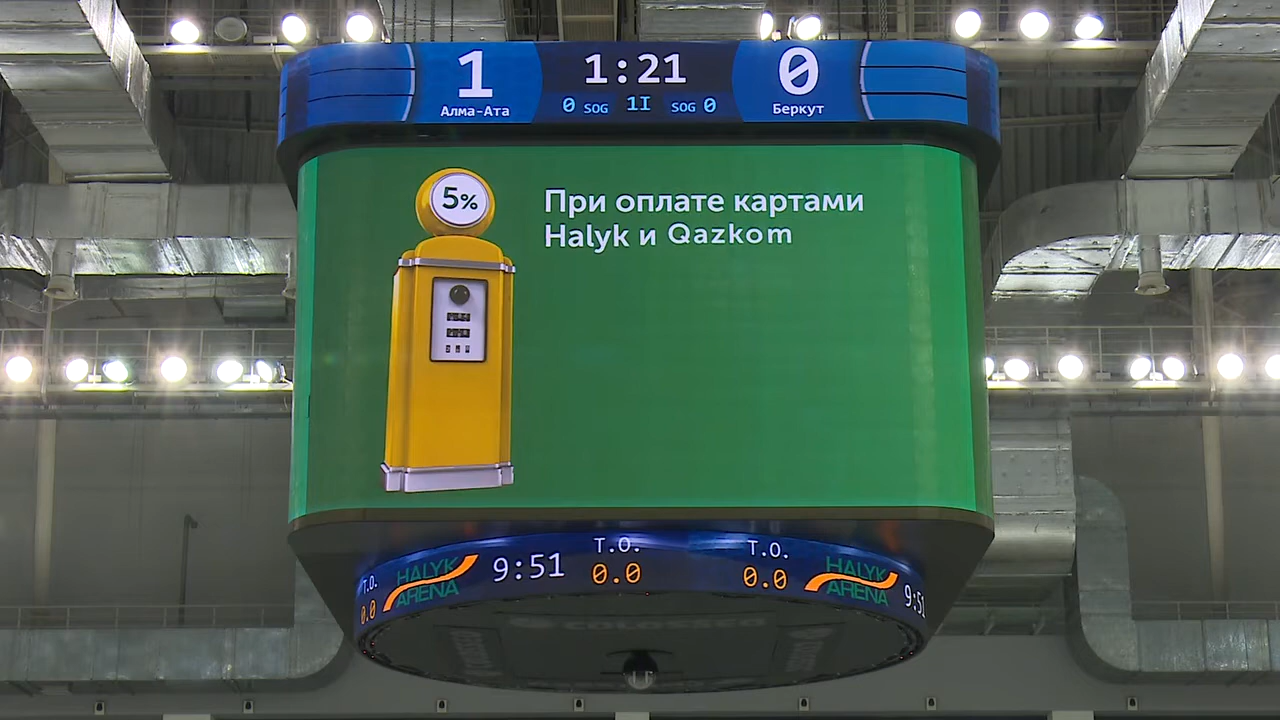 1 1:21 0
Алма-Ата 0 SOG 1I SOG 0 Беркут
5%
При оплате картами
Halyk и Qazkom
T.O. T.O. T.O.
0.0 HALYK ARENA 9:51 0.0 0.0 HALYK ARENA 9:51